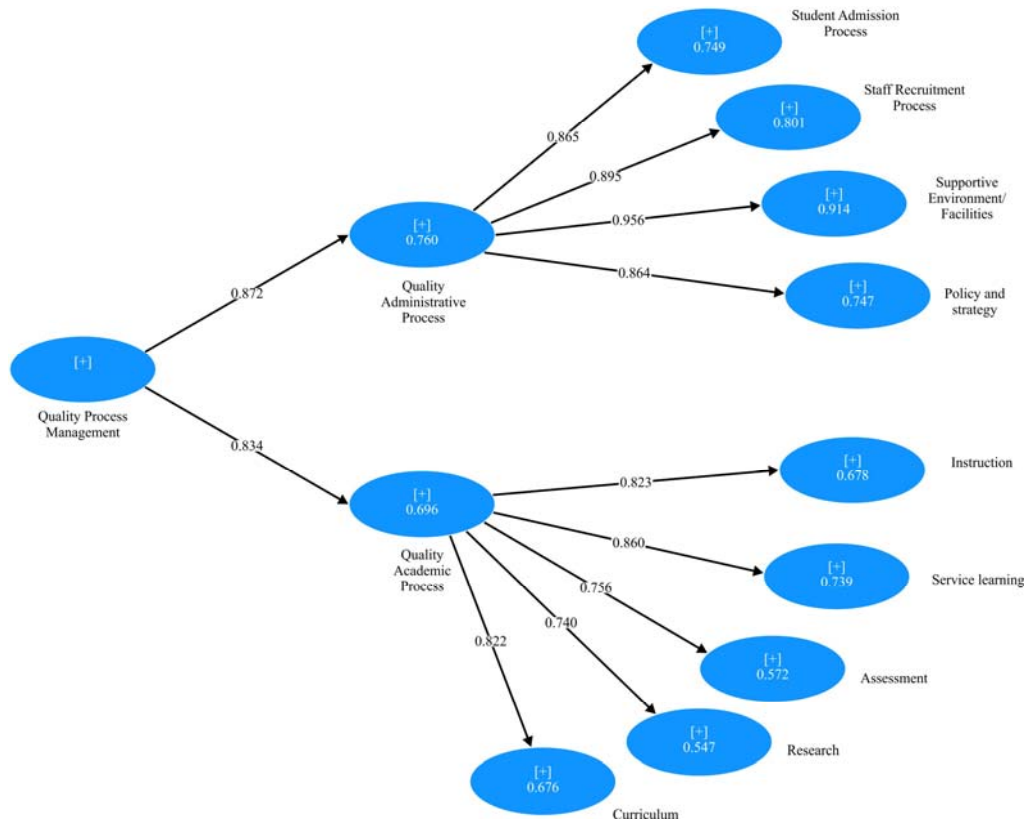 Student Admission
Process
[+]
0.749
Staff Recruitment
Process
[+]
0.801
0.865
0.895
Supportive
Environment/
Facilities
[+]
0.914
0.956
[+]
0.760
0.864
Quality
Administrative
Process
[+]
0.747
Policy and
strategy
0.872
[+]
Quality Process
Management
0.834
[+]
0.696
Quality
Academic
Process
0.823
[+]
0.678
Instruction
0.860
[+]
0.739
Service learning
0.756
[+]
0.572
Assessment
0.740
[+]
0.547
Research
0.822
[+]
0.676
Curriculum